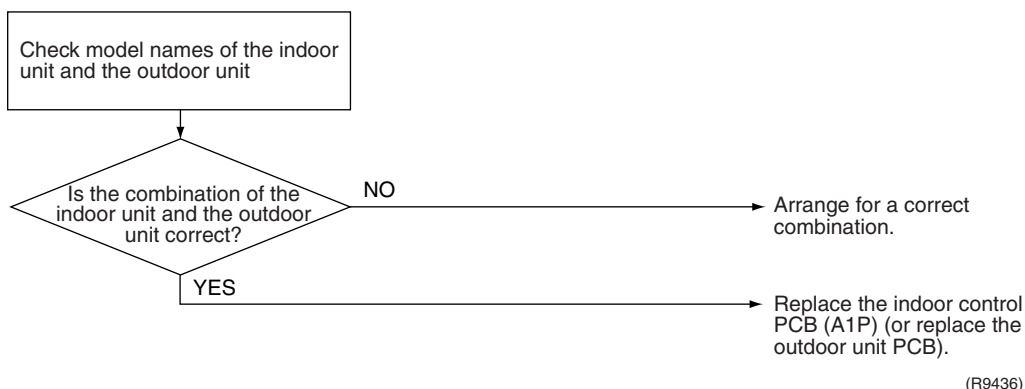 Check model names of the indoor
unit and the outdoor unit
Is the combination of the
indoor unit and the outdoor
unit correct?
NO
Arrange for a correct
combination.
YES
Replace the indoor control
PCB (A1P) (or replace the
outdoor unit PCB).
(R9436)